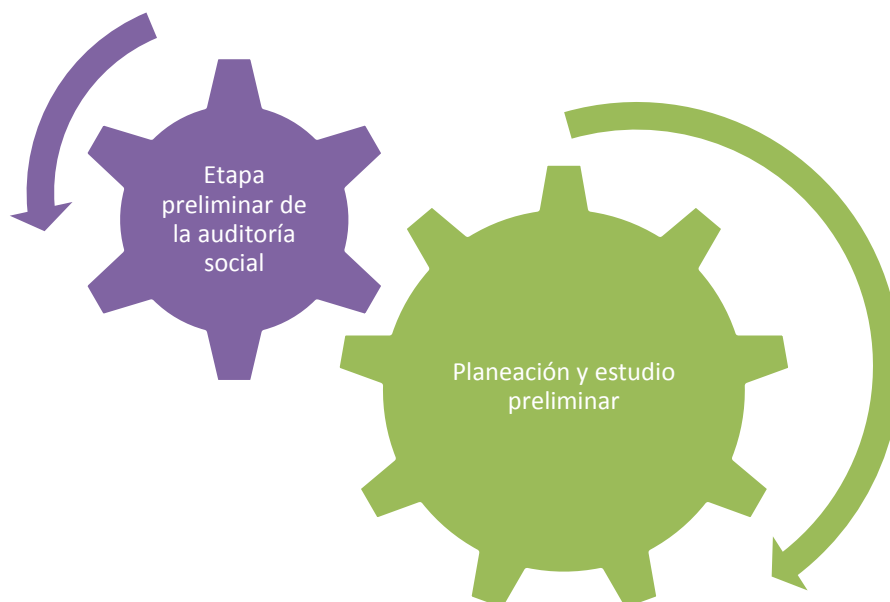 Etapa
preliminar de
la auditoría
social
Planeación y estudio
preliminar